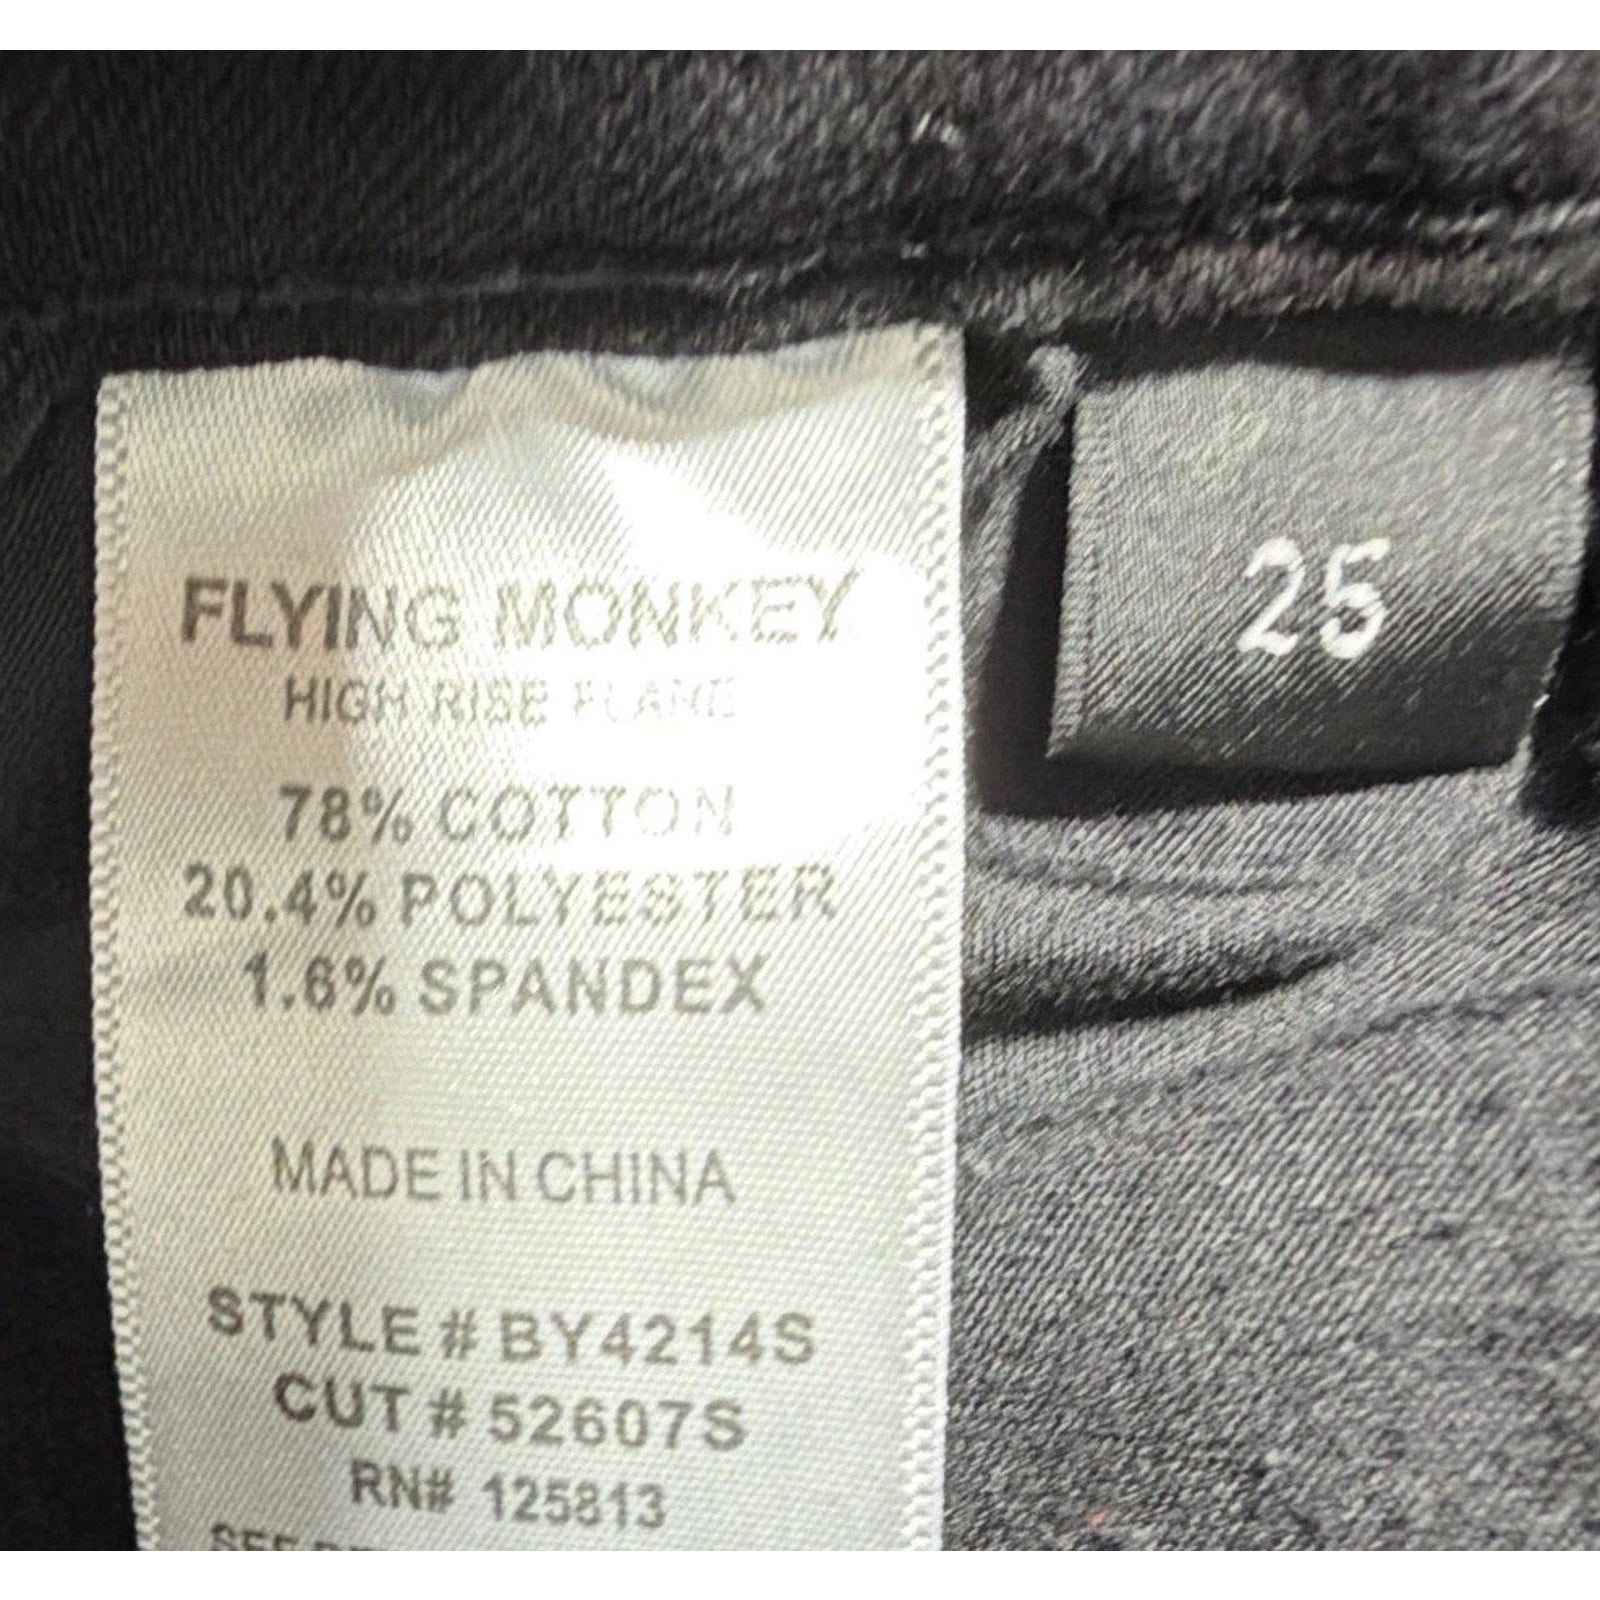 FLYING MONKEY
HIGH RISE
78% COTTON
20.4% POLYESTER
1.6% SPANDEX
MADE IN CHINA
STYLE # BY4214S
CUT # 52607S
RN# 125813
SEE
25